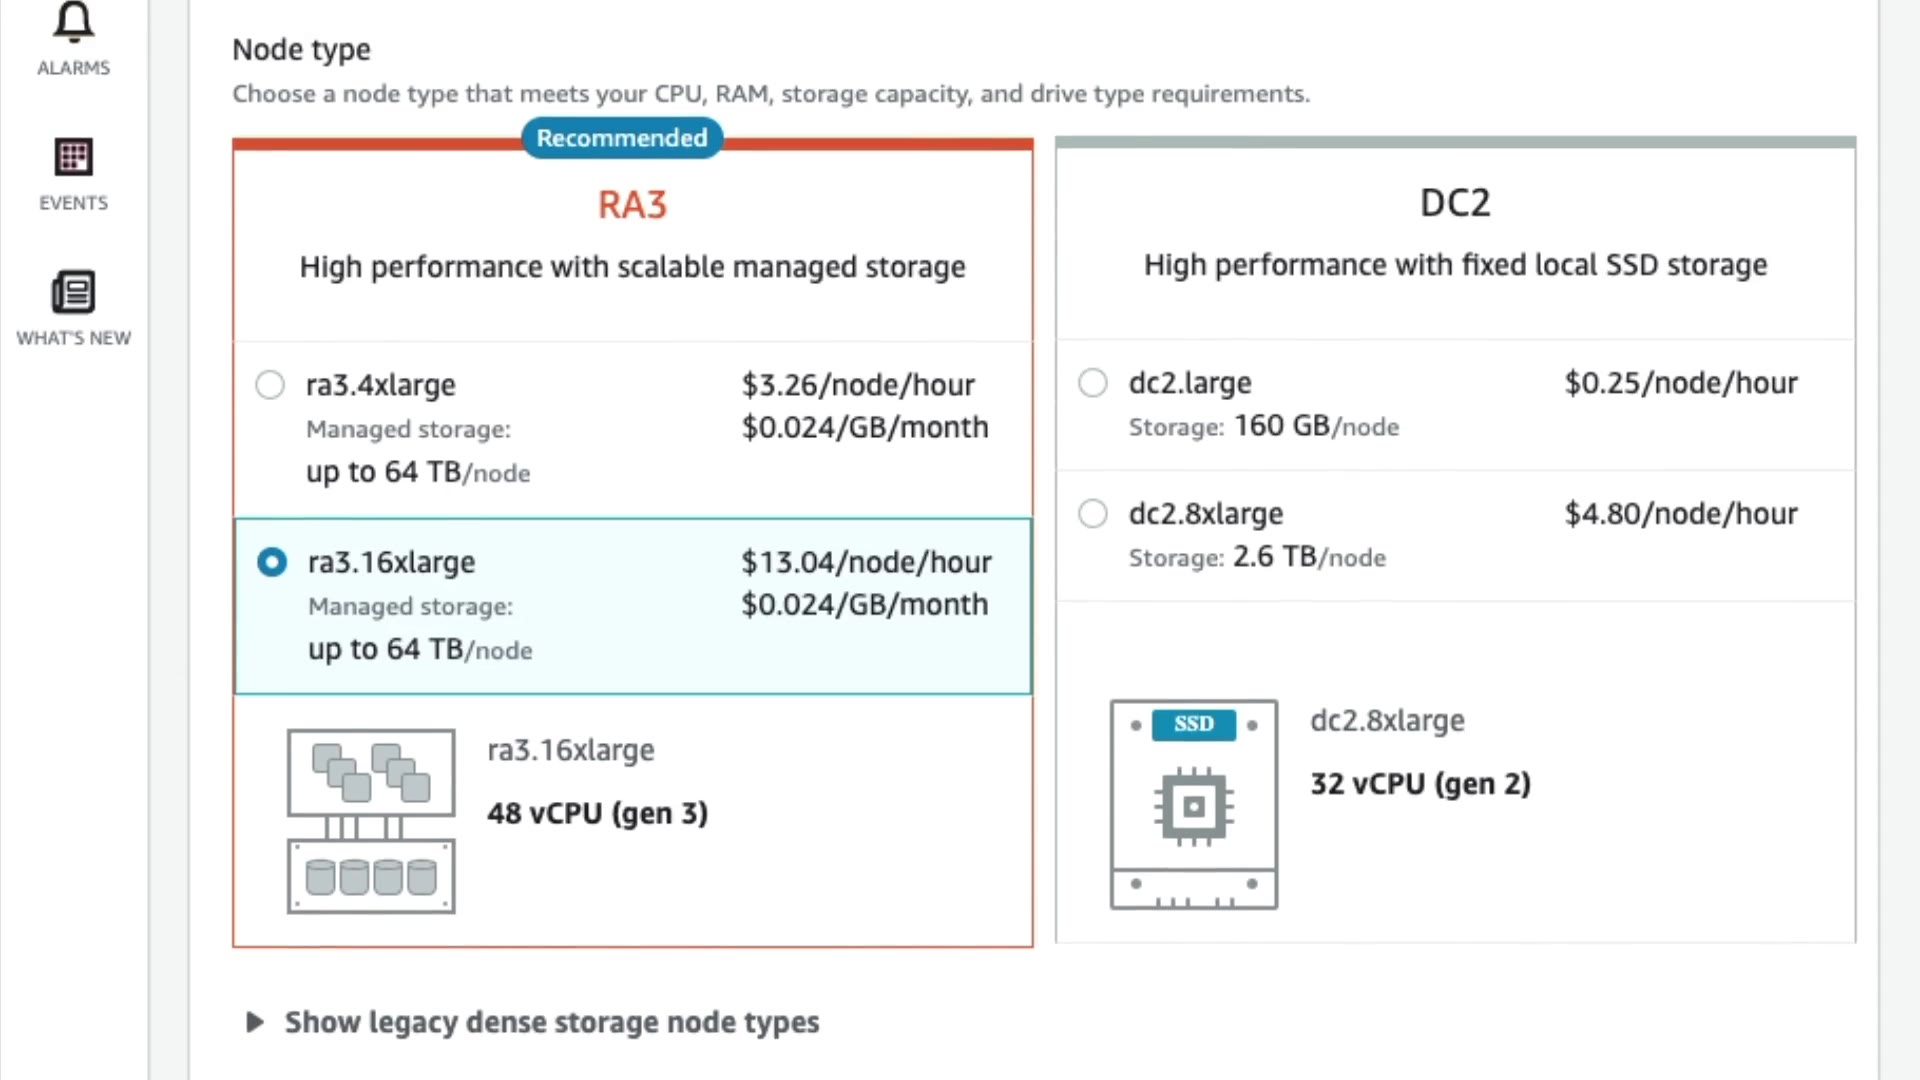 ALARMS
EVENTS
WHAT'S NEW
Node type
Choose a node type that meets your CPU, RAM, storage capacity, and drive type requirements.
Recommended
RA3
High performance with scalable managed storage
ra3.4xlarge $3.26/node/hour
Managed storage: $0.024/GB/month
up to 64 TB/node
ra3.16xlarge $13.04/node/hour
Managed storage: $0.024/GB/month
up to 64 TB/node
ra3.16xlarge
48 vCPU (gen 3)
DC2
High performance with fixed local SSD storage
dc2.large $0.25/node/hour
Storage: 160 GB/node
dc2.8xlarge $4.80/node/hour
Storage: 2.6 TB/node
SSD
dc2.8xlarge
32 vCPU (gen 2)
Show legacy dense storage node types